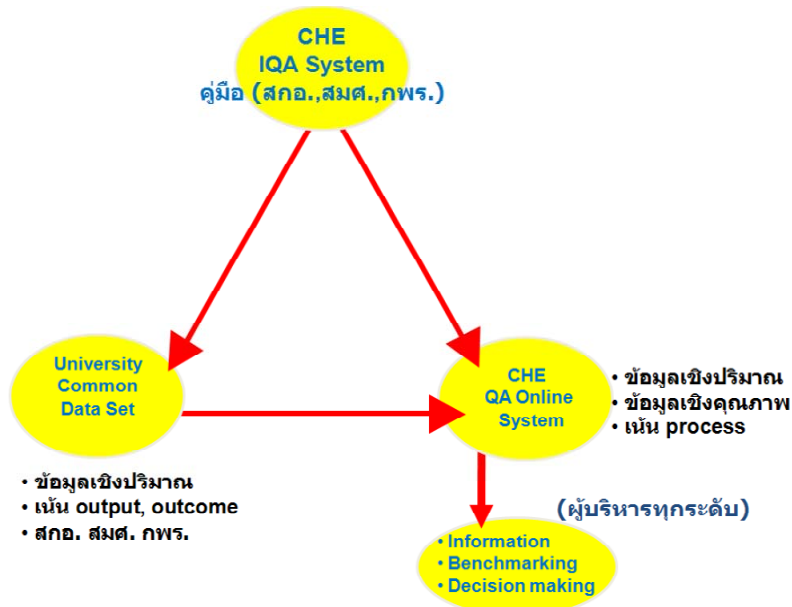 CHE
IQA System
คู่มือ (สกอ.,สมศ.,กพร.)
University
Common
Data Set
CHE
QA Online
System
• ข้อมูลเชิงปริมาณ
• ข้อมูลเชิงคุณภาพ
• เน้น process
• ข้อมูลเชิงปริมาณ
• เน้น output, outcome
• สกอ. สมศ. กพร.
(ผู้บริหารทุกระดับ)
• Information
• Benchmarking
• Decision making